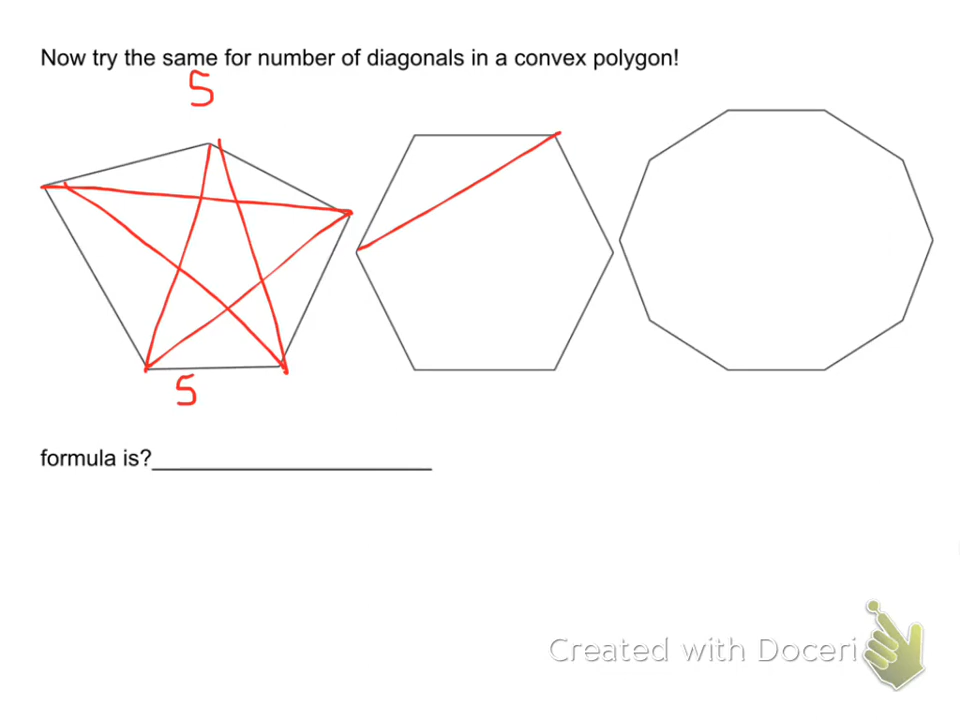 Now try the same for number of diagonals in a convex polygon!
5
5
formula is?
Created with Doceri